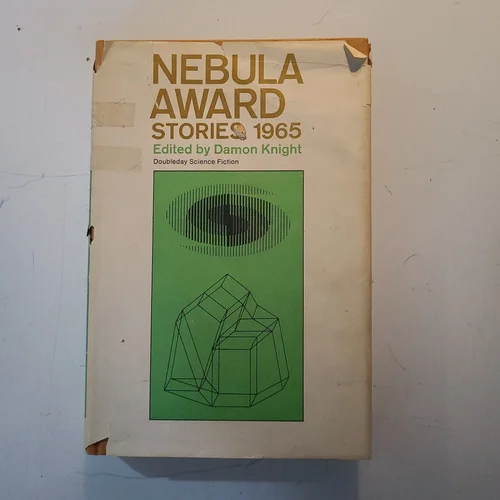 NEBULA
AWARD
STORIES 1965
Edited by Damon Knight
Doubleday Science Fiction